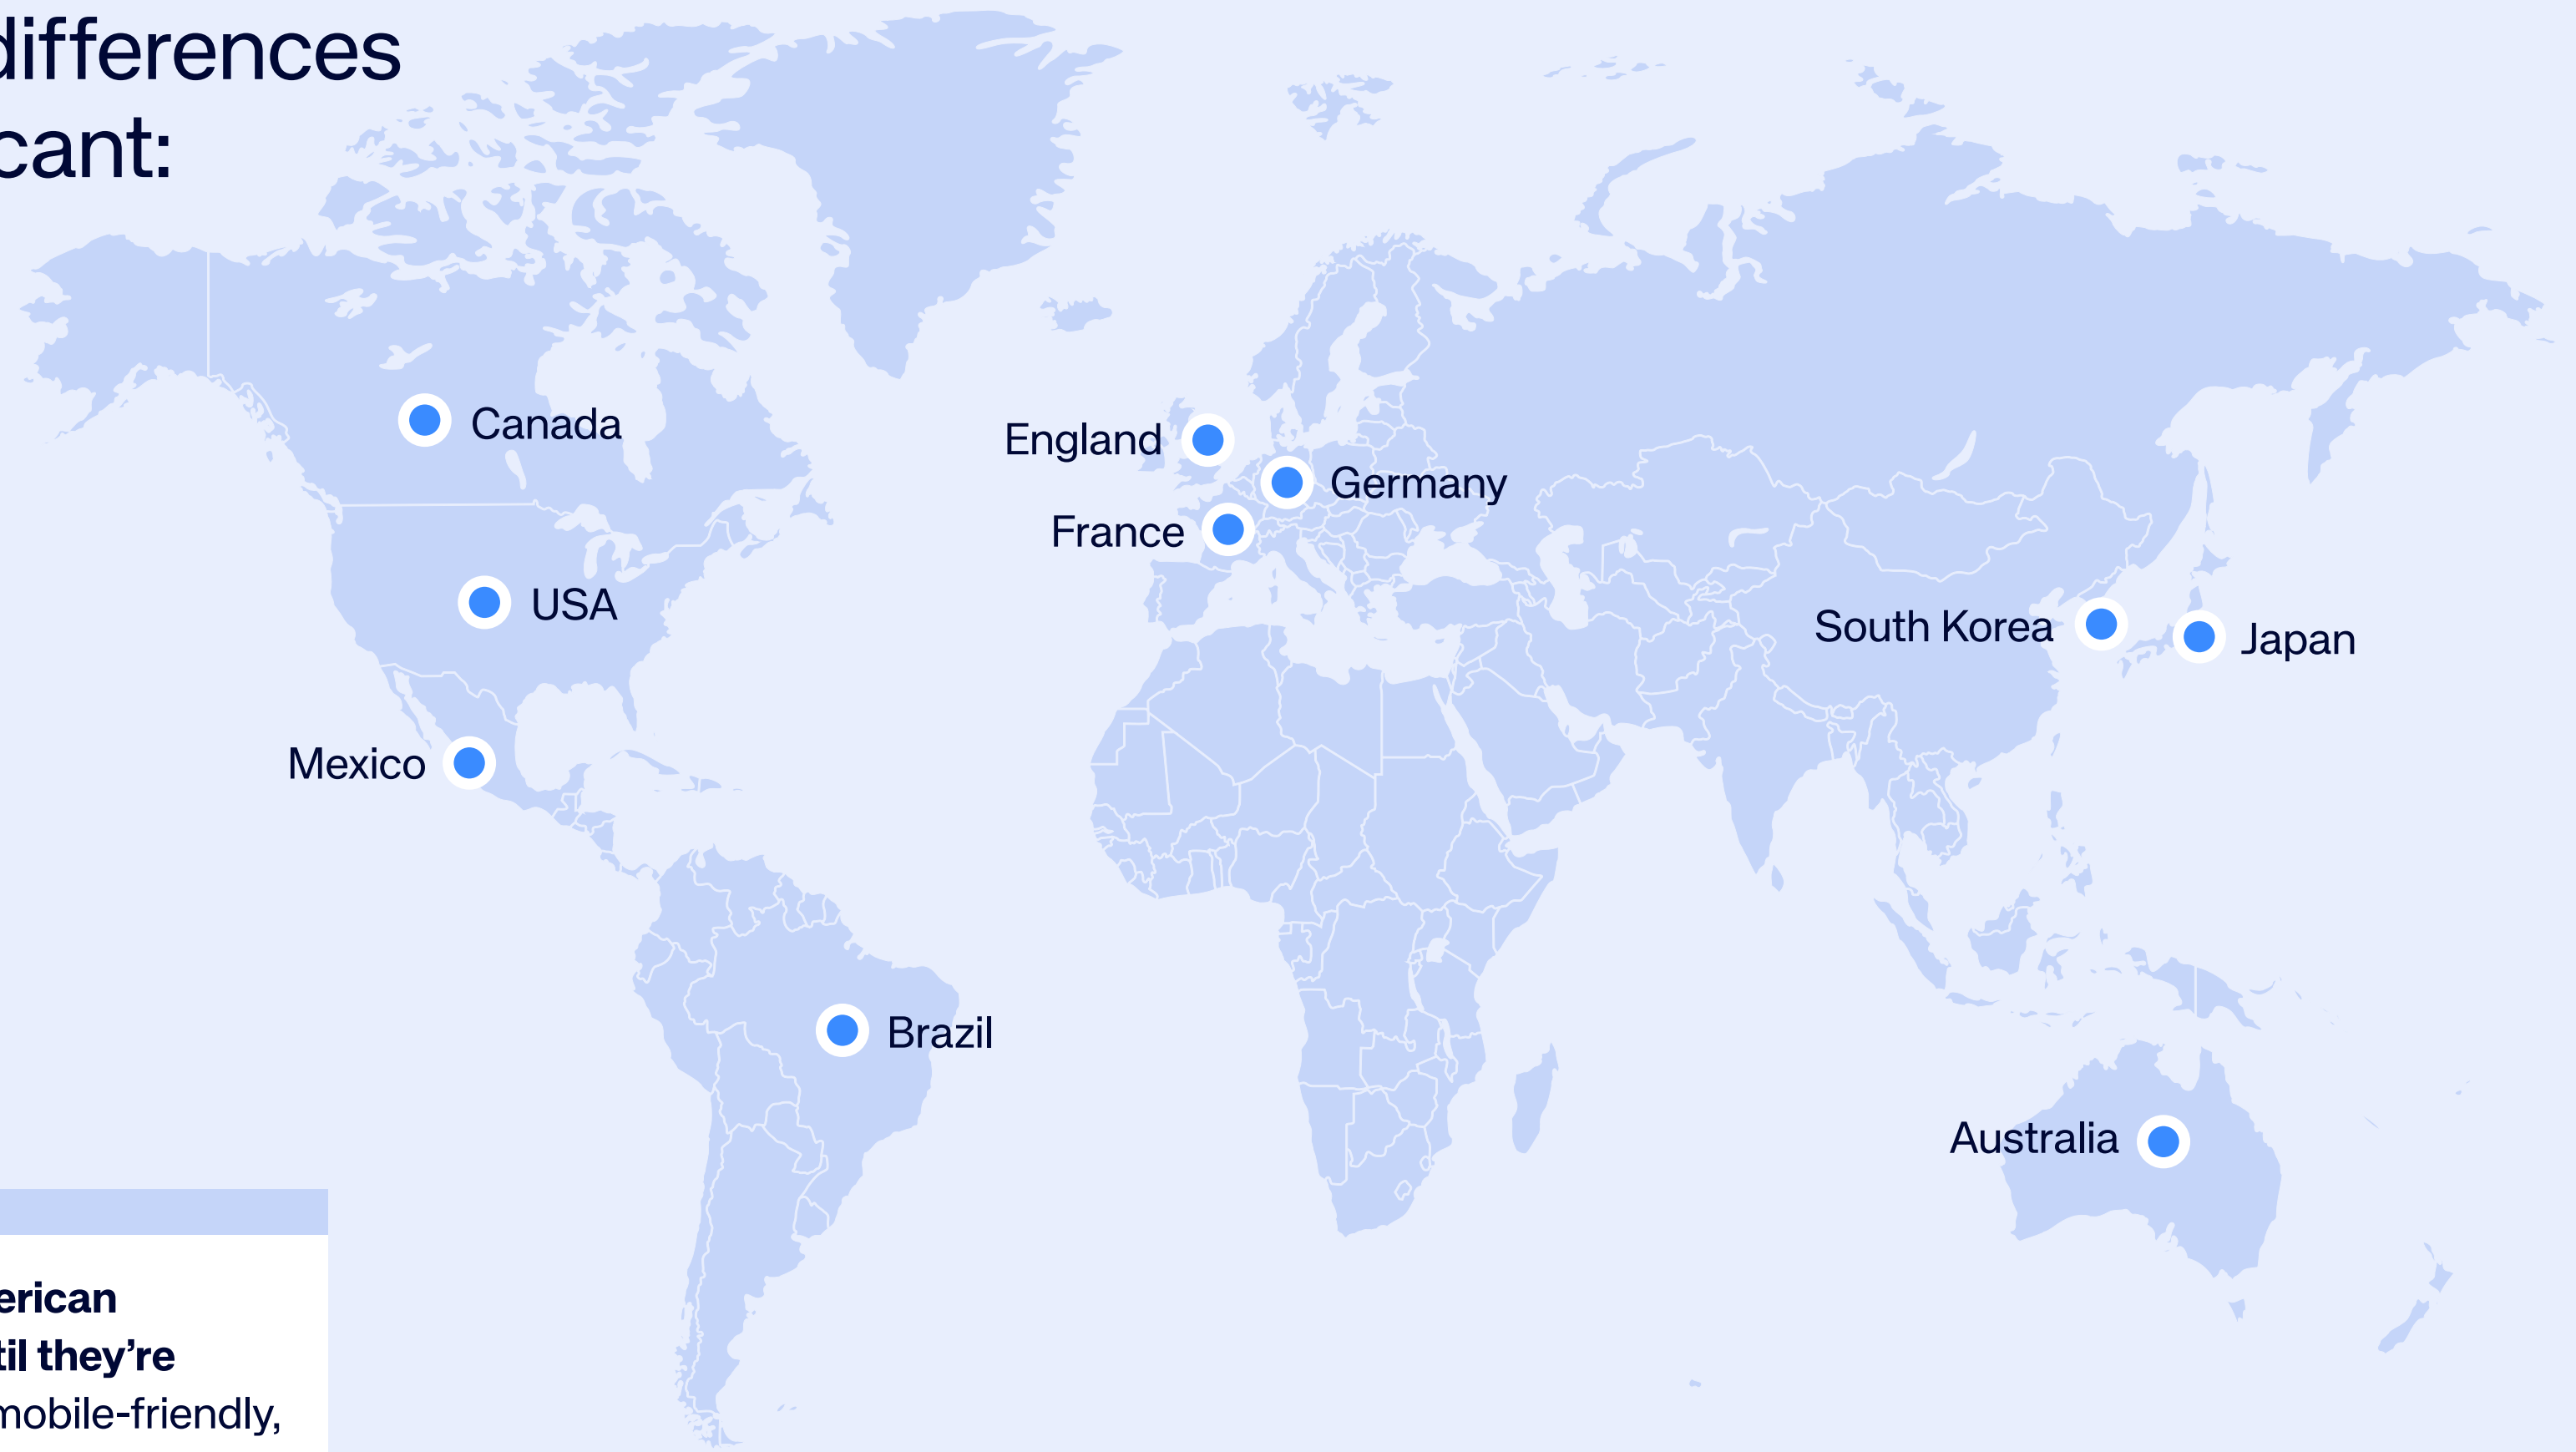 differences
cant:
Canada
England
Germany
France
USA
South Korea
Japan
Mexico
Brazil
Australia
erican
til they’re
mobile-friendly,